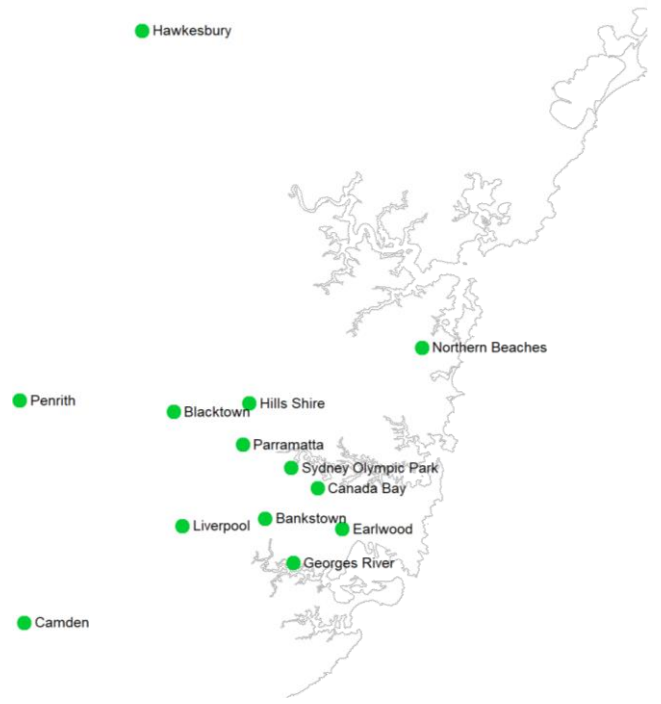 Hawkesbury
Northern Beaches
Penrith
Hills Shire
Blacktown
Parramatta
Sydney Olympic Park
Canada Bay
Bankstown
Liverpool
Earlwood
Georges River
Camden